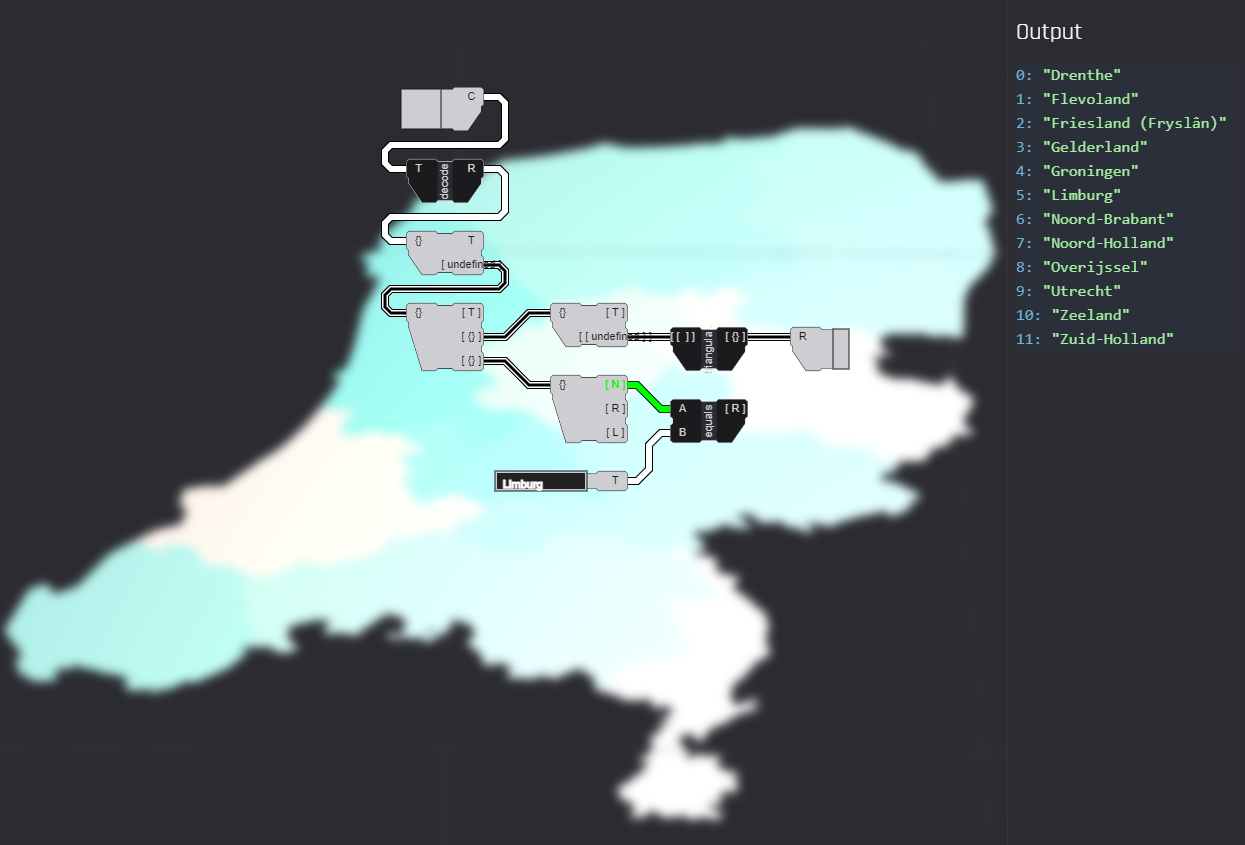 Output
0: "Drenthe"
1: "Flevoland"
2: "Friesland (Fryslân)"
3: "Gelderland"
4: "Groningen"
5: "Limburg"
6: "Noord-Brabant"
7: "Noord-Holland"
8: "Overijssel"
9: "Utrecht"
10: "Zeeland"
11: "Zuid-Holland"
C
T decode R
{} T
[ undefined ]
{} [ T ]
[ {} ]
[ {} ]
{} [ T ]
[ [ undefined ] ]
[ [ ] ] [ {} ]
R
{} [ N ]
[ R ]
[ L ]
A equals [ R ]
B
Limburg T